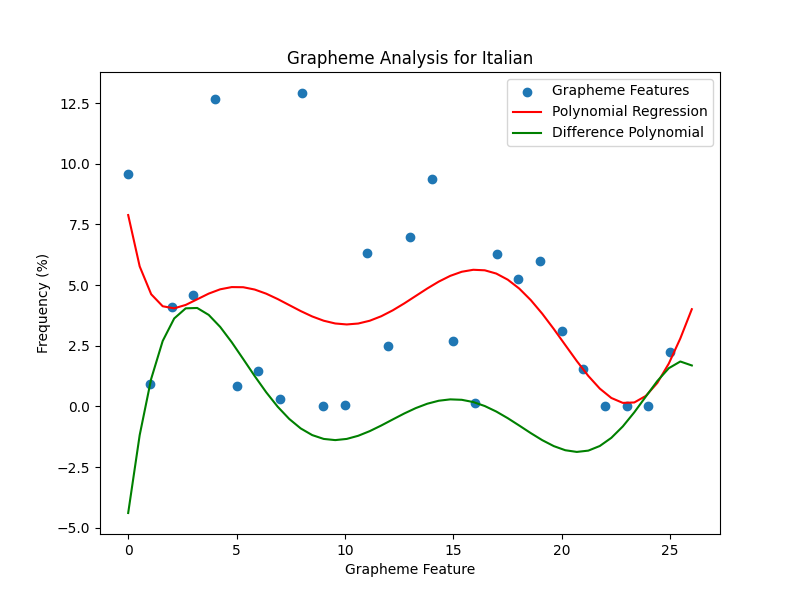 Grapheme Analysis for Italian
Grapheme Features
Polynomial Regression
Difference Polynomial
Frequency (%)
12.5
10.0
7.5
5.0
2.5
0.0
−2.5
−5.0
0 5 10 15 20 25
Grapheme Feature